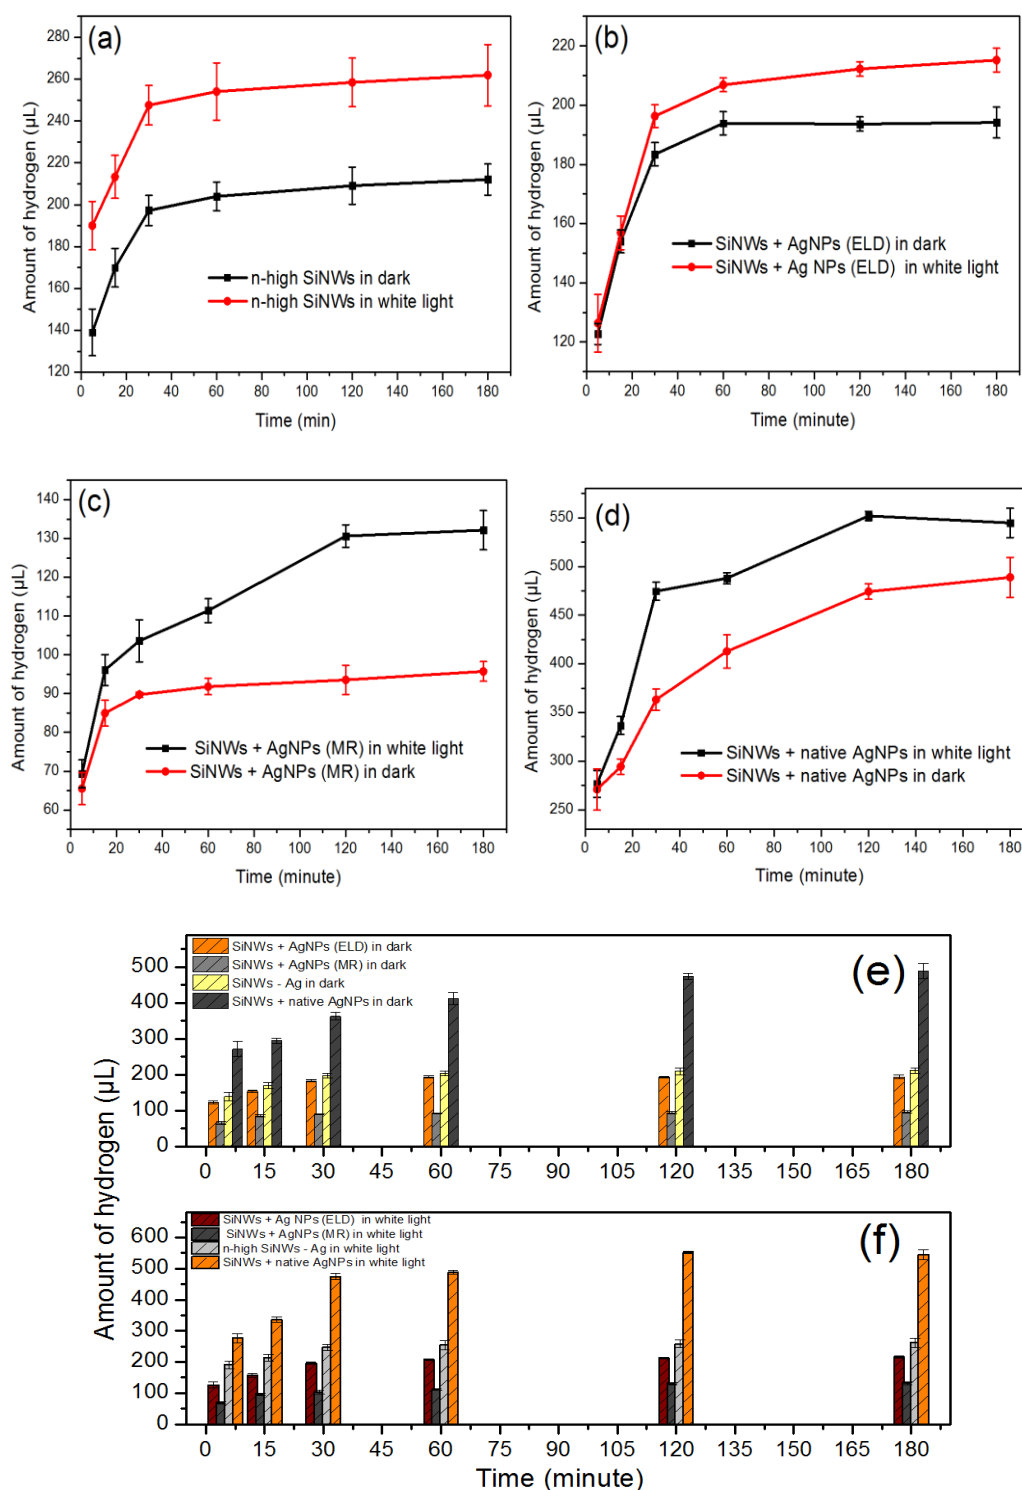 (a)
Amount of hydrogen (µL)
280
260
240
220
200
180
160
140
120
n-high SiNWs in dark
n-high SiNWs in white light
0 20 40 60 80 100 120 140 160 180
Time (min)
(b)
Amount of hydrogen (µL)
220
200
180
160
140
120
SiNWs + AgNPs (ELD) in dark
SiNWs + Ag NPs (ELD) in white light
0 20 40 60 80 100 120 140 160 180
Time (minute)
(c)
Amount of hydrogen (µL)
140
130
120
110
100
90
80
70
60
SiNWs + AgNPs (MR) in white light
SiNWs + AgNPs (MR) in dark
0 20 40 60 80 100 120 140 160 180
Time (minute)
(d)
Amount of hydrogen (µL)
550
500
450
400
350
300
250
SiNWs + native AgNPs in white light
SiNWs + native AgNPs in dark
0 20 40 60 80 100 120 140 160 180
Time (minute)
Amount of hydrogen (µL)
(e)
SiNWs + AgNPs (ELD) in dark
SiNWs + AgNPs (MR) in dark
SiNWs - Ag in dark
SiNWs + native AgNPs in dark
500
400
300
200
100
0
0 15 30 45 60 75 90 105 120 135 150 165 180
(f)
SiNWs + Ag NPs (ELD) in white light
SiNWs + AgNPs (MR) in white light
n-high SiNWs - Ag in white light
SiNWs + native AgNPs in white light
600
500
400
300
200
100
0
0 15 30 45 60 75 90 105 120 135 150 165 180
Time (minute)